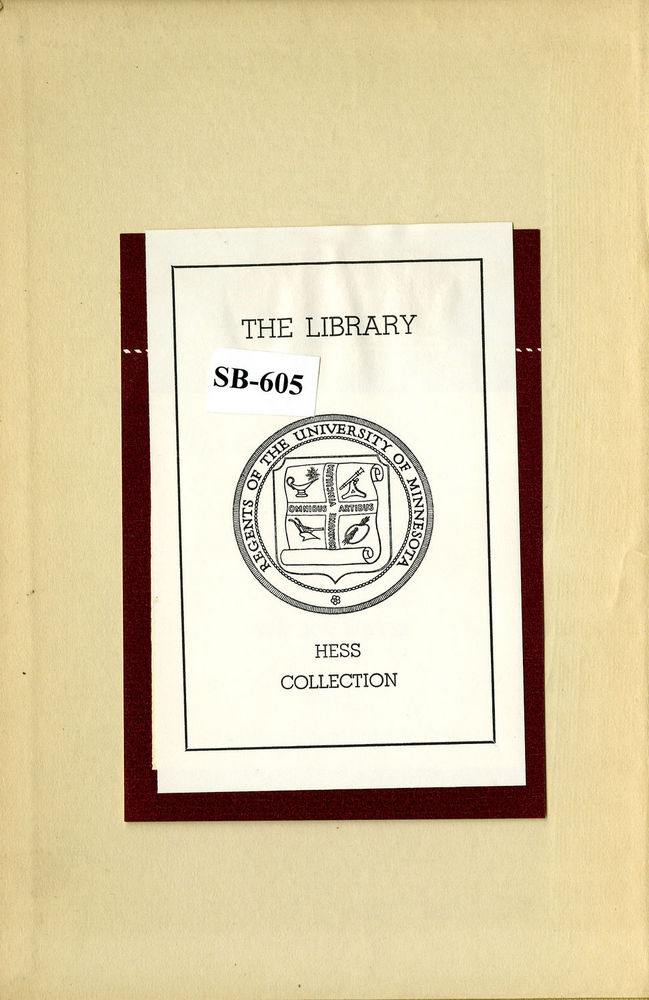 THE LIBRARY
SB-605
REGENTS OF THE UNIVERSITY OF MINNESOTA
OMNIBUS ARTIBUS
HESS
COLLECTION